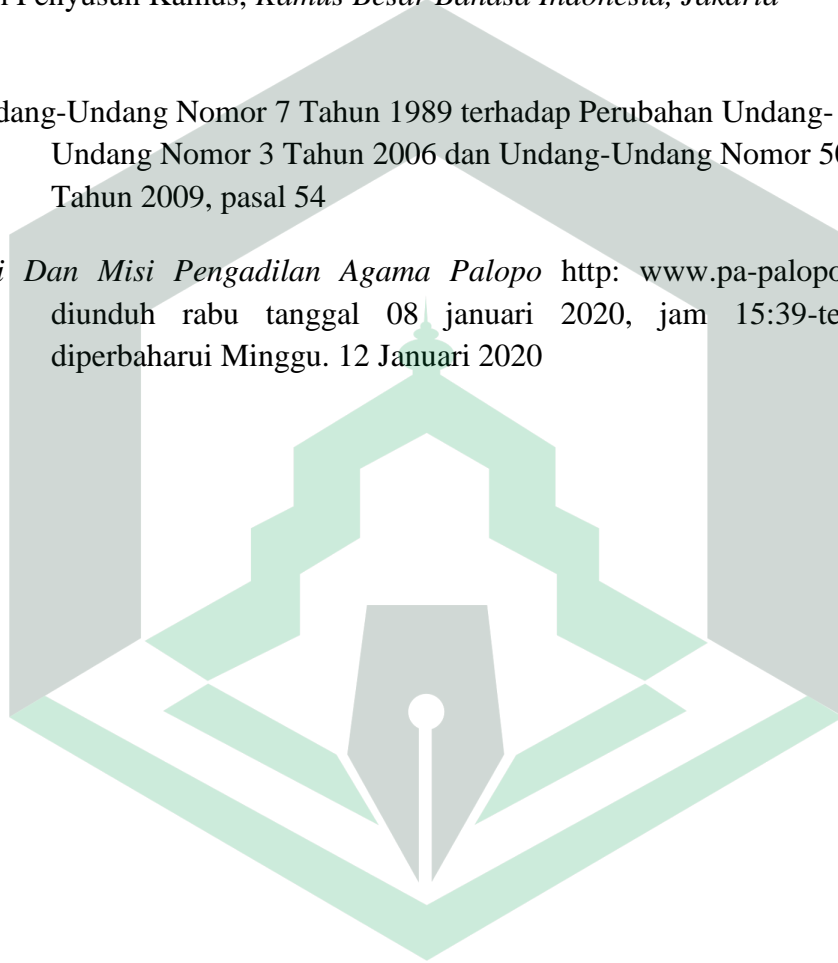 Penyusun Kamus, Kamus Besar Bahasa Indonesia, Jakarta
dang-Undang Nomor 7 Tahun 1989 terhadap Perubahan Undang-
Undang Nomor 3 Tahun 2006 dan Undang-Undang Nomor 50
Tahun 2009, pasal 54
i Dan Misi Pengadilan Agama Palopo http: www.pa-palopo
diunduh rabu tanggal 08 januari 2020, jam 15:39-te
diperbaharui Minggu. 12 Januari 2020